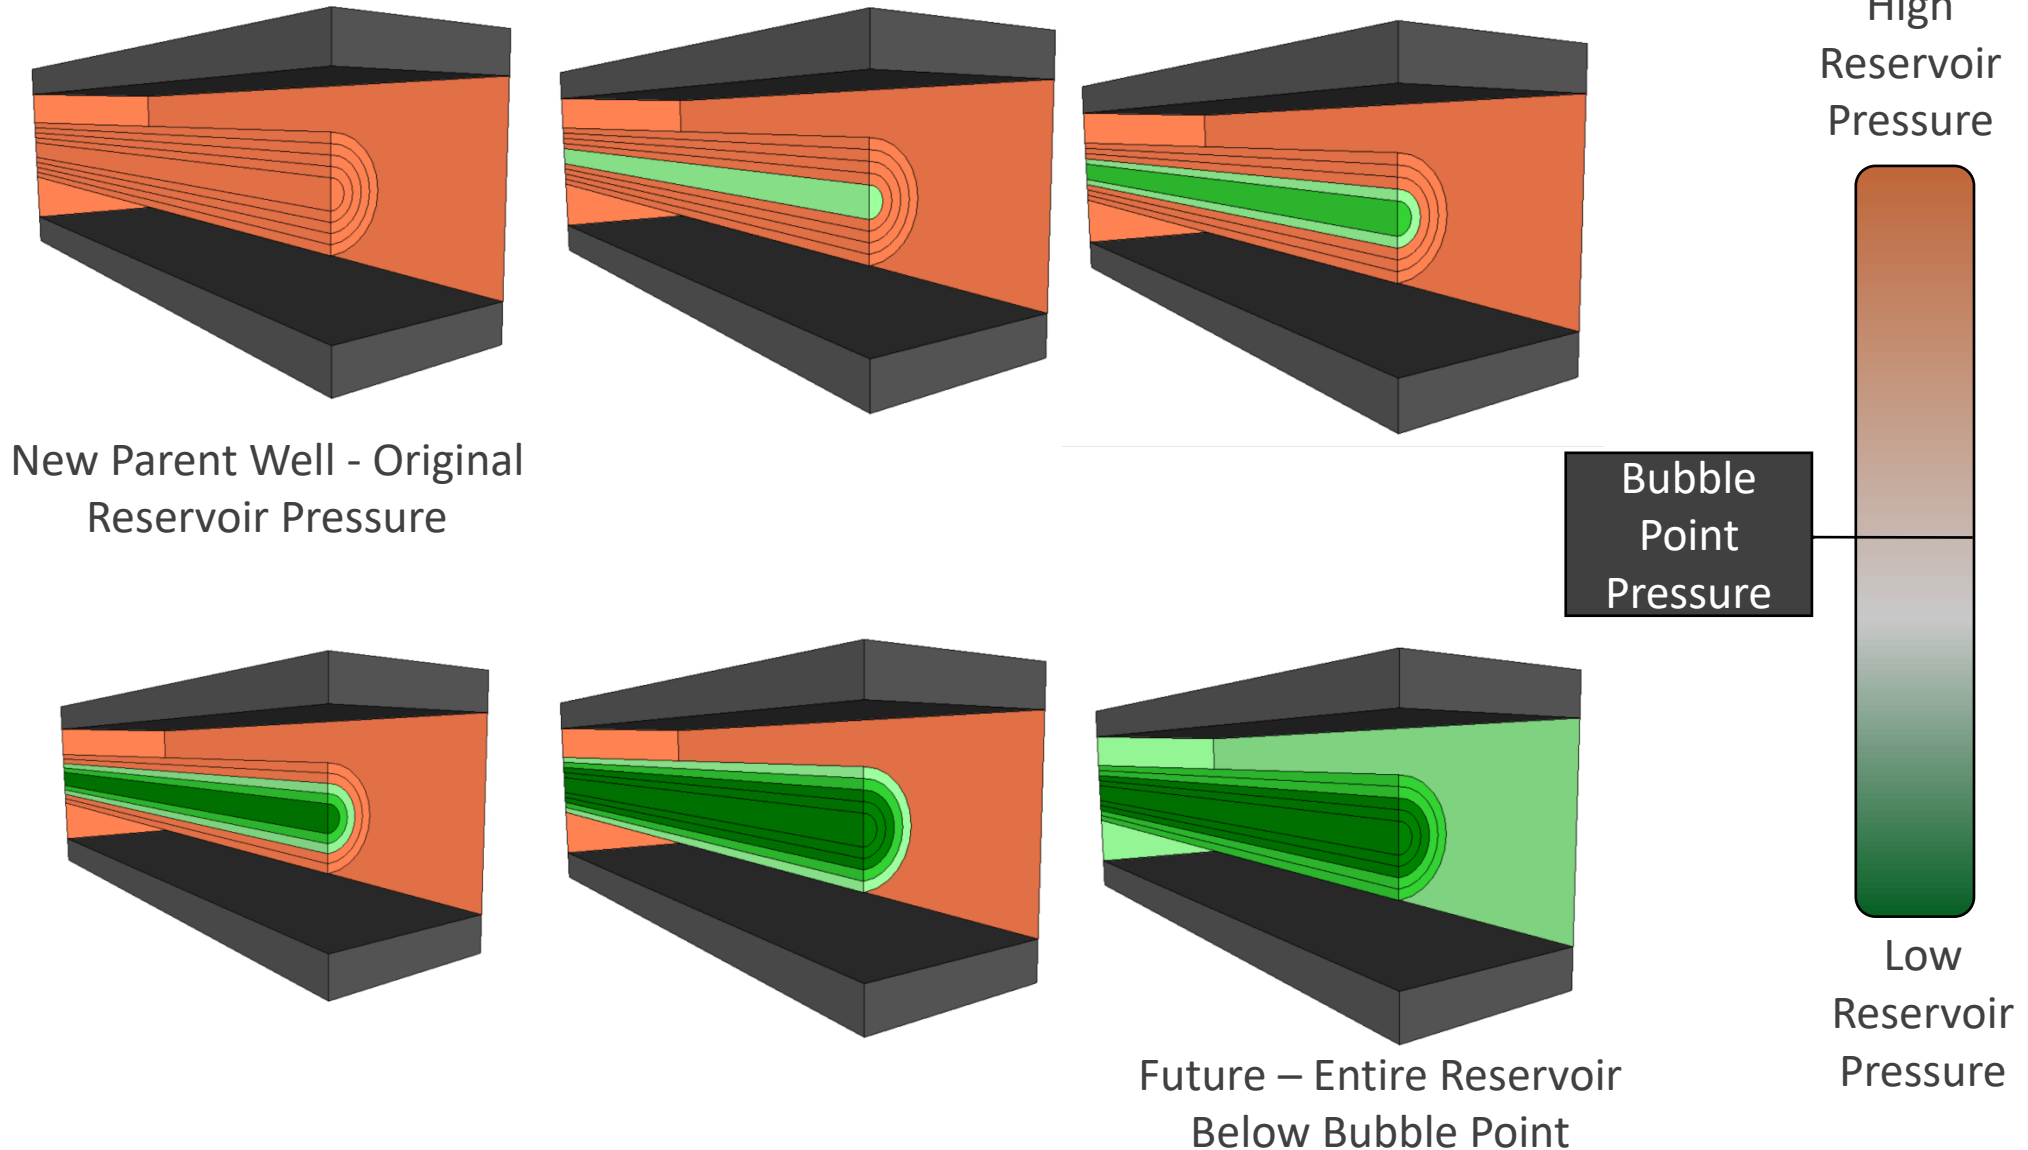 High
Reservoir
Pressure
New Parent Well - Original
Reservoir Pressure
Bubble
Point
Pressure
Low
Reservoir
Pressure
Future – Entire Reservoir
Below Bubble Point